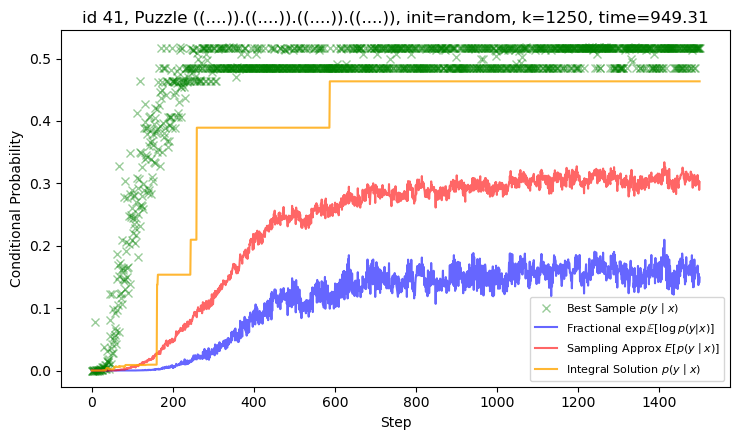 id 41, Puzzle ((....)).((....)).((....)).((....)), init=random, k=1250, time=949.31
Conditional Probability
0.5
0.4
0.3
0.2
0.1
0.0
Best Sample p(y | x)
Fractional exp 𝔼[log p(y|x)]
Sampling Approx E[p(y | x)]
Integral Solution p(y | x)
0 200 400 600 800 1000 1200 1400
Step